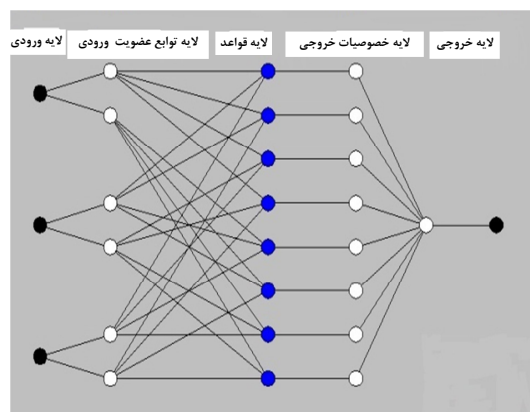 لایه ورودی
لایه توابع عضویت ورودی
لایه قواعد
لایه خصوصیات خروجی
لایه خروجی